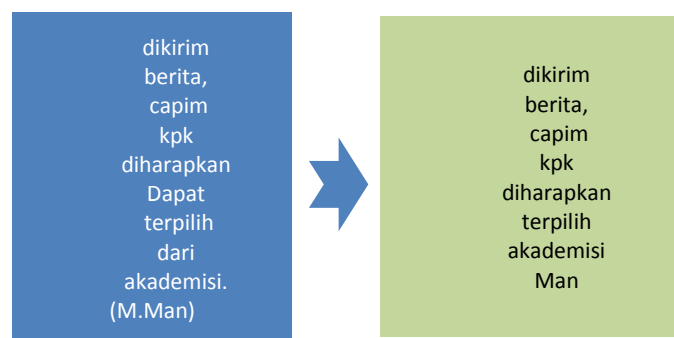 dikirim
berita,
capim
kpk
diharapkan
Dapat
terpilih
dari
akademisi.
(M.Man)
dikirim
berita,
capim
kpk
diharapkan
terpilih
akademisi
Man